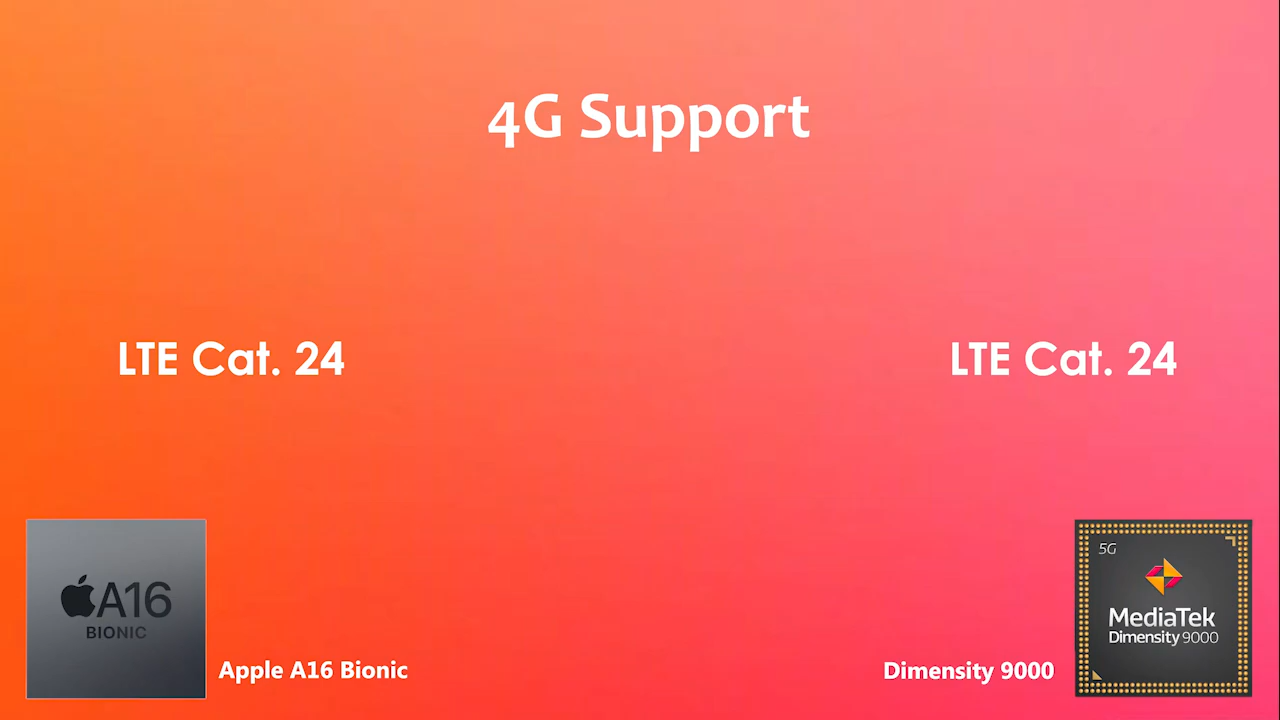 4G Support
LTE Cat. 24
LTE Cat. 24
A16
BIONIC
Apple A16 Bionic
Dimensity 9000
5G
MediaTek
Dimensity 9000